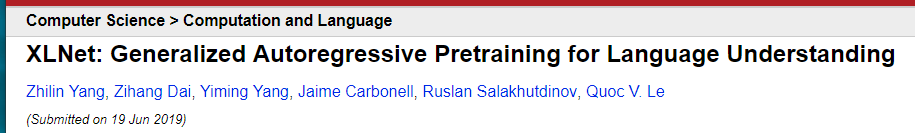 Computer Science > Computation and Language
XLNet: Generalized Autoregressive Pretraining for Language Understanding
Zhilin Yang, Zihang Dai, Yiming Yang, Jaime Carbonell, Ruslan Salakhutdinov, Quoc V. Le
(Submitted on 19 Jun 2019)